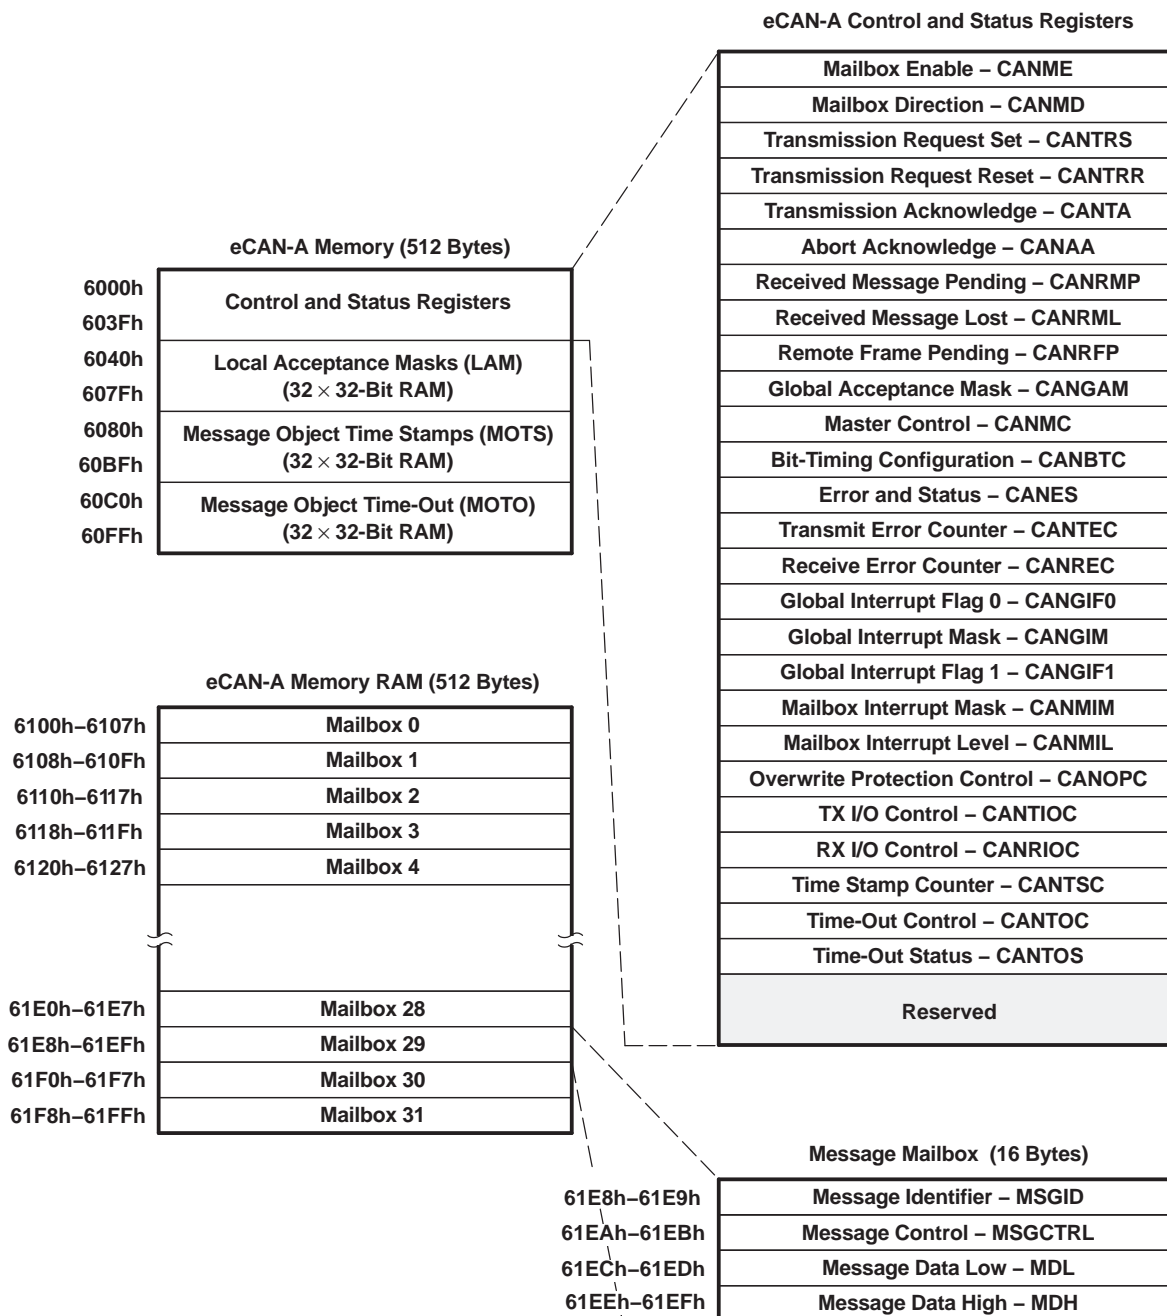 eCAN-A Control and Status Registers
Mailbox Enable – CANME
Mailbox Direction – CANMD
Transmission Request Set – CANTRS
Transmission Request Reset – CANTRR
Transmission Acknowledge – CANTA
Abort Acknowledge – CANAA
Received Message Pending – CANRMP
Received Message Lost – CANRML
Remote Frame Pending – CANRFP
Global Acceptance Mask – CANGAM
Master Control – CANMC
Bit-Timing Configuration – CANBTC
Error and Status – CANES
Transmit Error Counter – CANTEC
Receive Error Counter – CANREC
Global Interrupt Flag 0 – CANGIF0
Global Interrupt Mask – CANGIM
Global Interrupt Flag 1 – CANGIF1
Mailbox Interrupt Mask – CANMIM
Mailbox Interrupt Level – CANMIL
Overwrite Protection Control – CANOPC
TX I/O Control – CANTIOC
RX I/O Control – CANRIOC
Time Stamp Counter – CANTSC
Time-Out Control – CANTOC
Time-Out Status – CANTOS
Reserved
eCAN-A Memory (512 Bytes)
6000h
Control and Status Registers
603Fh
6040h
Local Acceptance Masks (LAM)
(32 × 32-Bit RAM)
607Fh
6080h
Message Object Time Stamps (MOTS)
(32 × 32-Bit RAM)
60BFh
60C0h
Message Object Time-Out (MOTO)
(32 × 32-Bit RAM)
60FFh
eCAN-A Memory RAM (512 Bytes)
6100h–6107h Mailbox 0
6108h–610Fh Mailbox 1
6110h–6117h Mailbox 2
6118h–611Fh Mailbox 3
6120h–6127h Mailbox 4
61E0h–61E7h Mailbox 28
61E8h–61EFh Mailbox 29
61F0h–61F7h Mailbox 30
61F8h–61FFh Mailbox 31
Message Mailbox (16 Bytes)
61E8h–61E9h Message Identifier – MSGID
61EAh–61EBh Message Control – MSGCTRL
61ECh–61EDh Message Data Low – MDL
61EEh–61EFh Message Data High – MDH